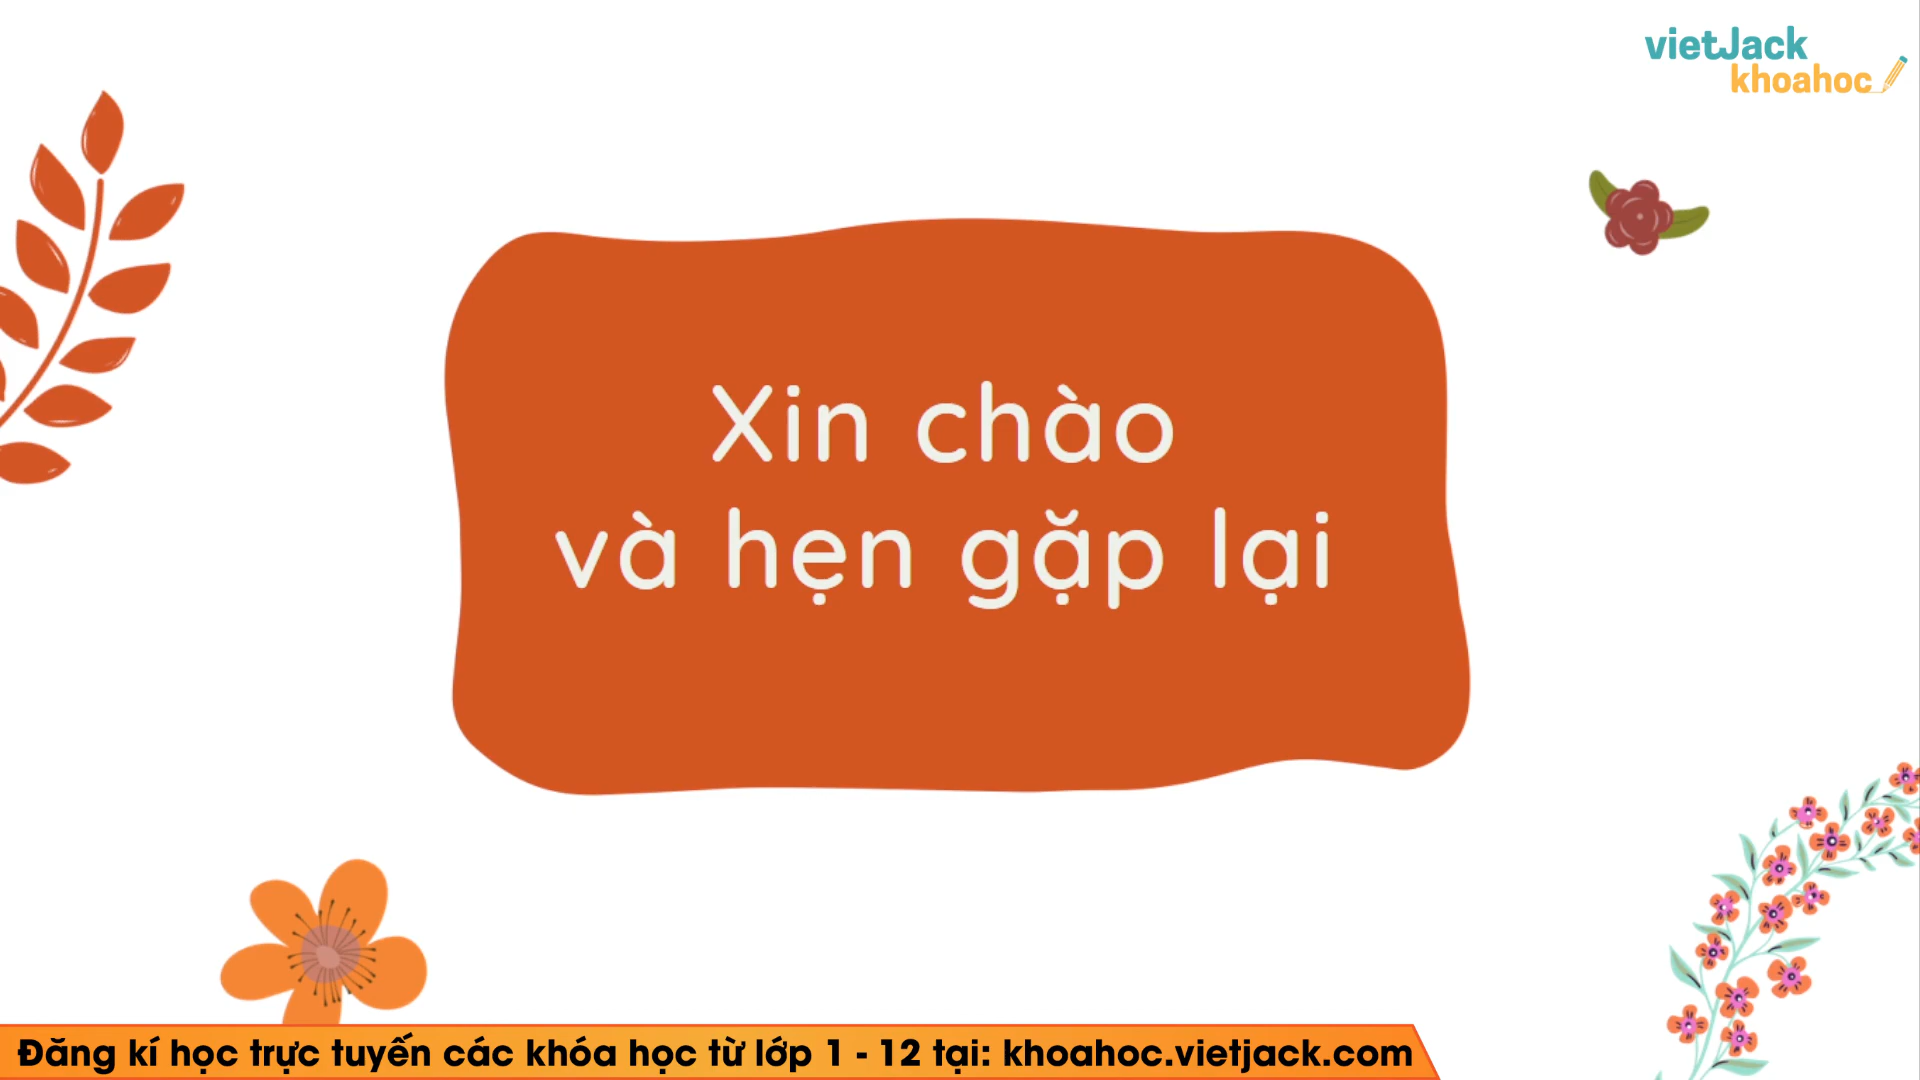 vietJack
khoahoc
Xin chào
và hẹn gặp lại
Đăng kí học trực tuyến các khóa học từ lớp 1 - 12 tại: khoahoc.vietjack.com